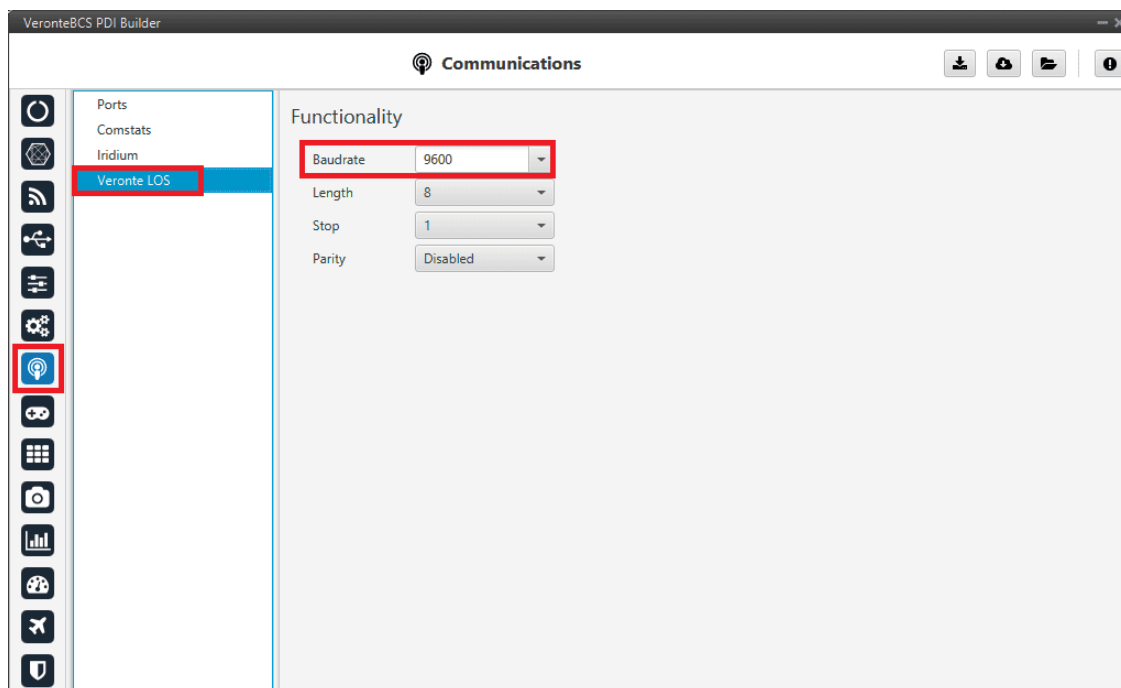 VeronteBCS PDI Builder
Communications
Ports
Comstats
Iridium
Veronte LOS
Functionality
Baudrate 9600
Length 8
Stop 1
Parity Disabled